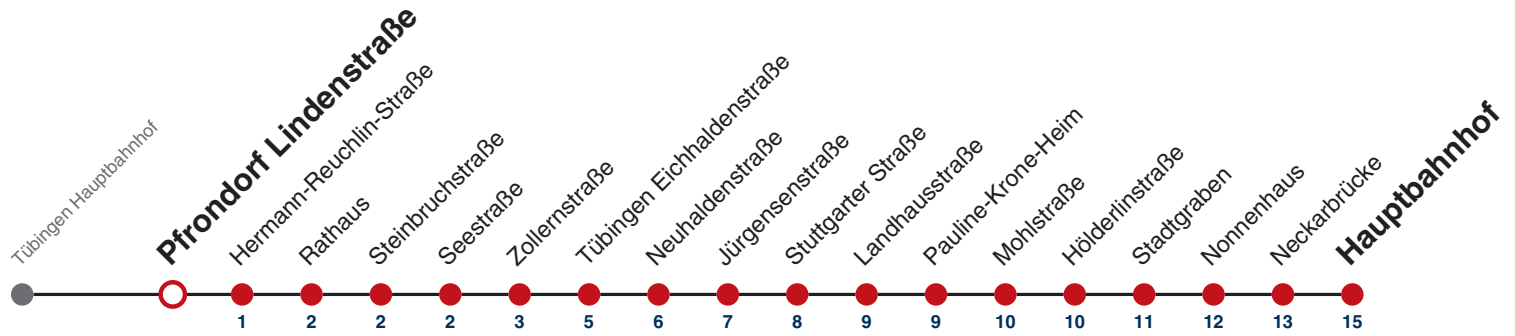 Tübingen Hauptbahnhof
Pfrondorf Lindenstraße
Hermann-Reuchlin-Straße
Rathaus
Steinbruchstraße
Seestraße
Zollernstraße
Tübingen Eichhaldenstraße
Neuhaldenstraße
Jürgensenstraße
Stuttgarter Straße
Landhausstraße
Pauline-Krone-Heim
Mohlstraße
Hölderlinstraße
Stadtgraben
Nonnenhaus
Neckarbrücke
Hauptbahnhof
1 2 2 2 3 5 6 7 8 9 9 10 10 11 12 13 15